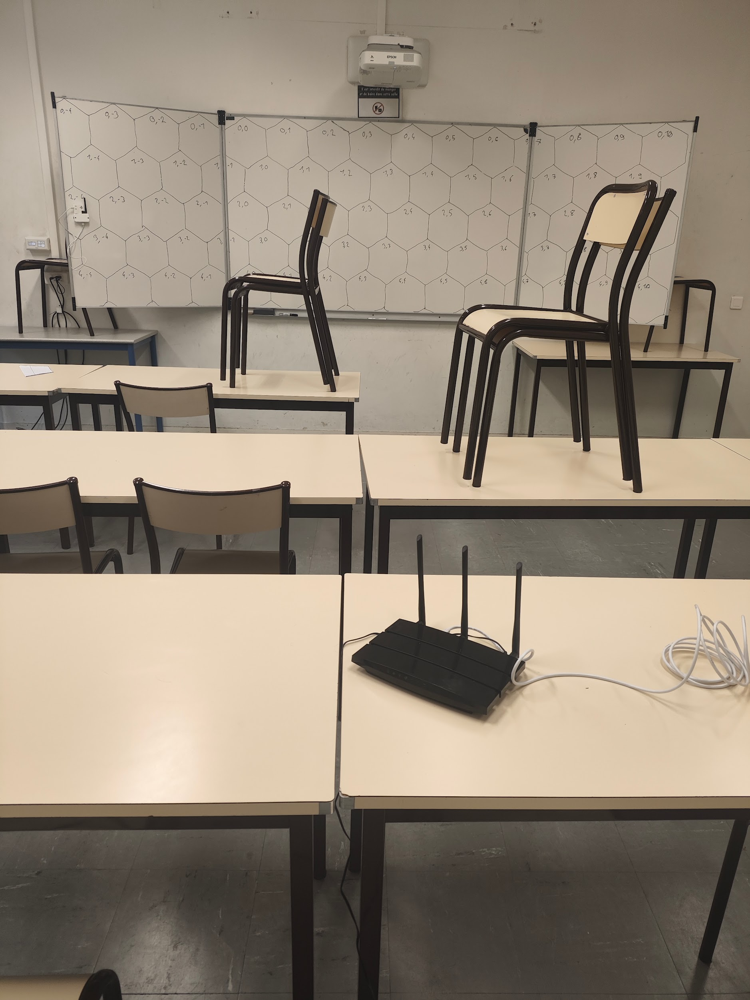 EPSON
il est interdit de manger
et de boire dans cette salle
0,-4 0,-3 0,-2 0,-1 0,0 0,1 0,2 0,3 0,4 0,5 0,6 0,7 0,8 0,9 0,10
1,-4 1,-3 1,-2 1,-1 1,0 1,1 1,2 1,3 1,4 1,5 1,6 1,7 1,8 1,9
2,-4 2,-3 2,-2 2,-1 2,0 2,1 2,3 2,4 2,5 2,6 2,7 2,8
3,-4 3,-3 3,-2 3,-1 3,0 3,2 3,3 3,4 3,5 3,6 3,7
4,-4 4,-3 4,-2 4,-1 4,2 4,3 4,4 4,5 4,6 4,7 4,9 4,10